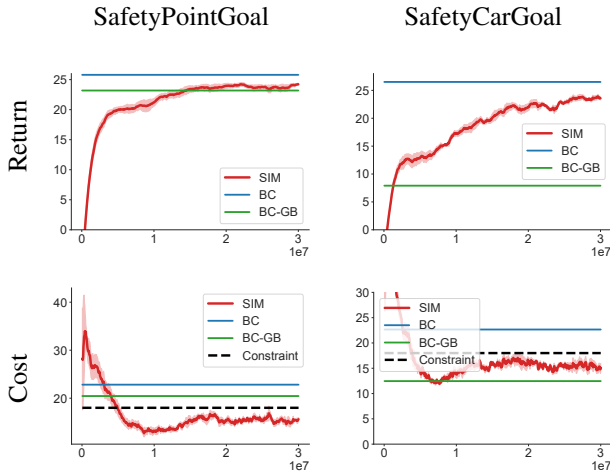 SafetyPointGoal
SafetyCarGoal
Return
25
20
15
10
5
0
SIM
BC
BC-GB
0
1
2
3
1e7
25
20
15
10
5
0
SIM
BC
BC-GB
0
1
2
3
1e7
Cost
40
30
20
SIM
BC
BC-GB
Constraint
0
1
2
3
1e7
30
25
20
15
10
5
0
SIM
BC
BC-GB
Constraint
0
1
2
3
1e7